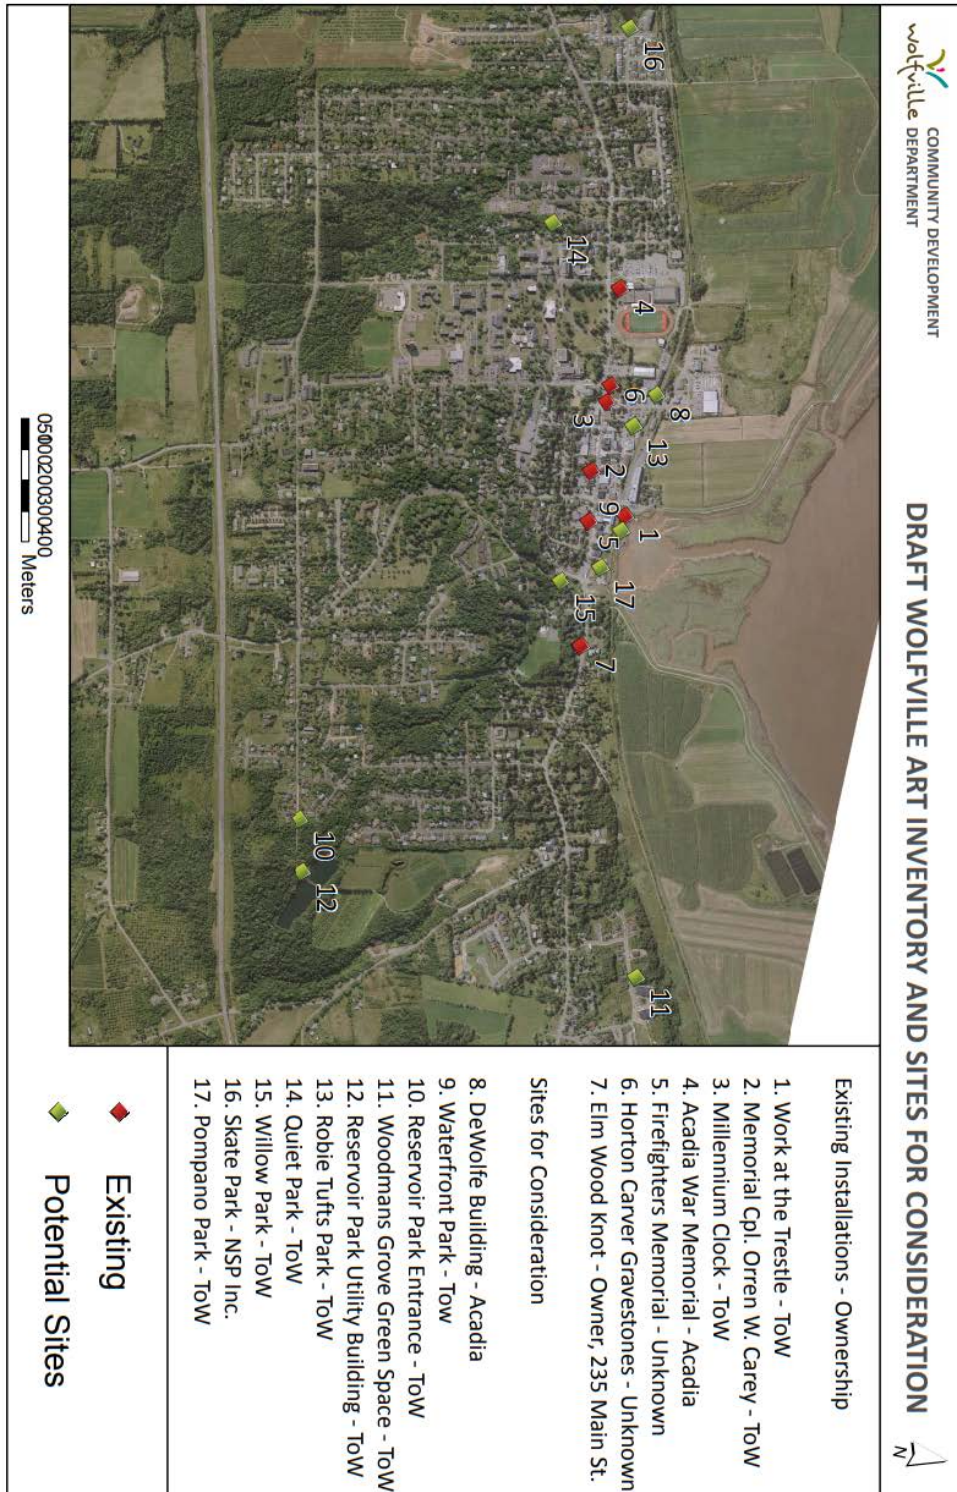 wolfville
COMMUNITY DEVELOPMENT
DEPARTMENT
DRAFT WOLFVILLE ART INVENTORY AND SITES FOR CONSIDERATION
N
16
14
4
6
3
8
13
2
9
5
1
17
15
7
10
12
11
Existing Installations - Ownership
1. Work at the Trestle - ToW
2. Memorial Cpl. Orren W. Carey - ToW
3. Millennium Clock - ToW
4. Acadia War Memorial - Acadia
5. Firefighters Memorial - Unknown
6. Horton Carver Gravestones - Unknown
7. Elm Wood Knot - Owner, 235 Main St.
Sites for Consideration
8. DeWolfe Building - Acadia
9. Waterfront Park - Tow
10. Reservoir Park Entrance - ToW
11. Woodmans Grove Green Space - ToW
12. Reservoir Park Utility Building - ToW
13. Robie Tufts Park - ToW
14. Quiet Park - ToW
15. Willow Park - ToW
16. Skate Park - NSP Inc.
17. Pompano Park - ToW
Existing
Potential Sites
Meters